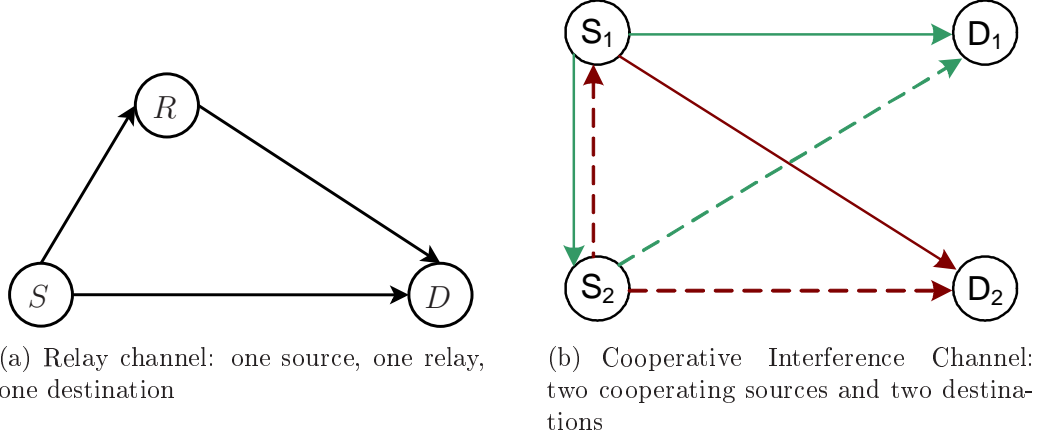 R
S
D
(a) Relay channel: one source, one relay,
one destination
S1
D1
S2
D2
(b) Cooperative Interference Channel:
two cooperating sources and two destina-
tions